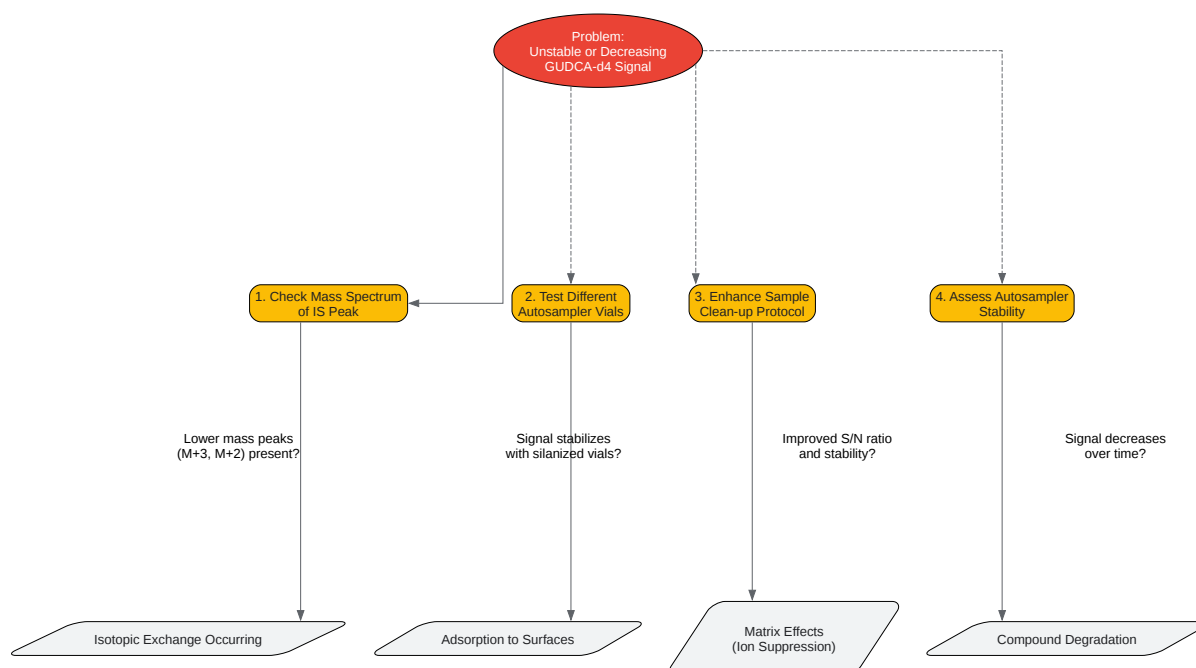 Problem:
Unstable or Decreasing
GUDCA-d4 Signal
1. Check Mass Spectrum
of IS Peak
2. Test Different
Autosampler Vials
3. Enhance Sample
Clean-up Protocol
4. Assess Autosampler
Stability
Lower mass peaks
(M+3, M+2) present?
Signal stabilizes
with silanized vials?
Improved S/N ratio
and stability?
Signal decreases
over time?
Isotopic Exchange Occurring
Adsorption to Surfaces
Matrix Effects
(Ion Suppression)
Compound Degradation